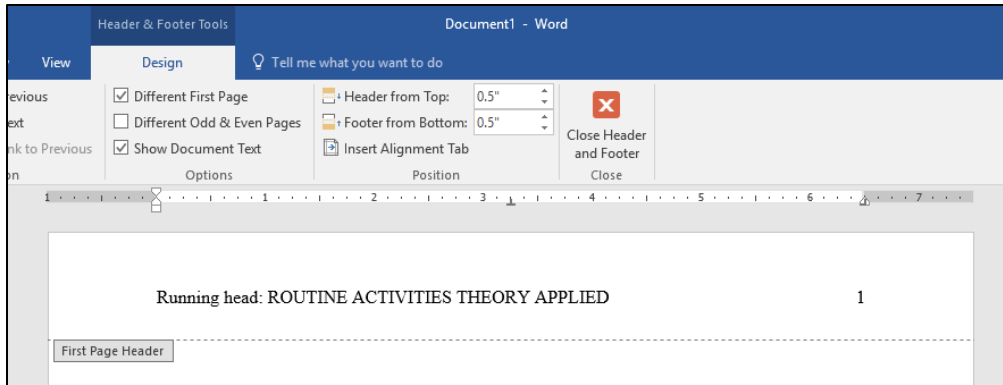 Header & Footer Tools
Document1 - Word
View
Design
Tell me what you want to do
revious
Different First Page
Header from Top: 0.5"
ext
Different Odd & Even Pages
Footer from Bottom: 0.5"
Close Header
and Footer
nk to Previous
Show Document Text
Insert Alignment Tab
on
Options
Position
Close
1 1 2 3 4 5 6 7
Running head: ROUTINE ACTIVITIES THEORY APPLIED 1
First Page Header